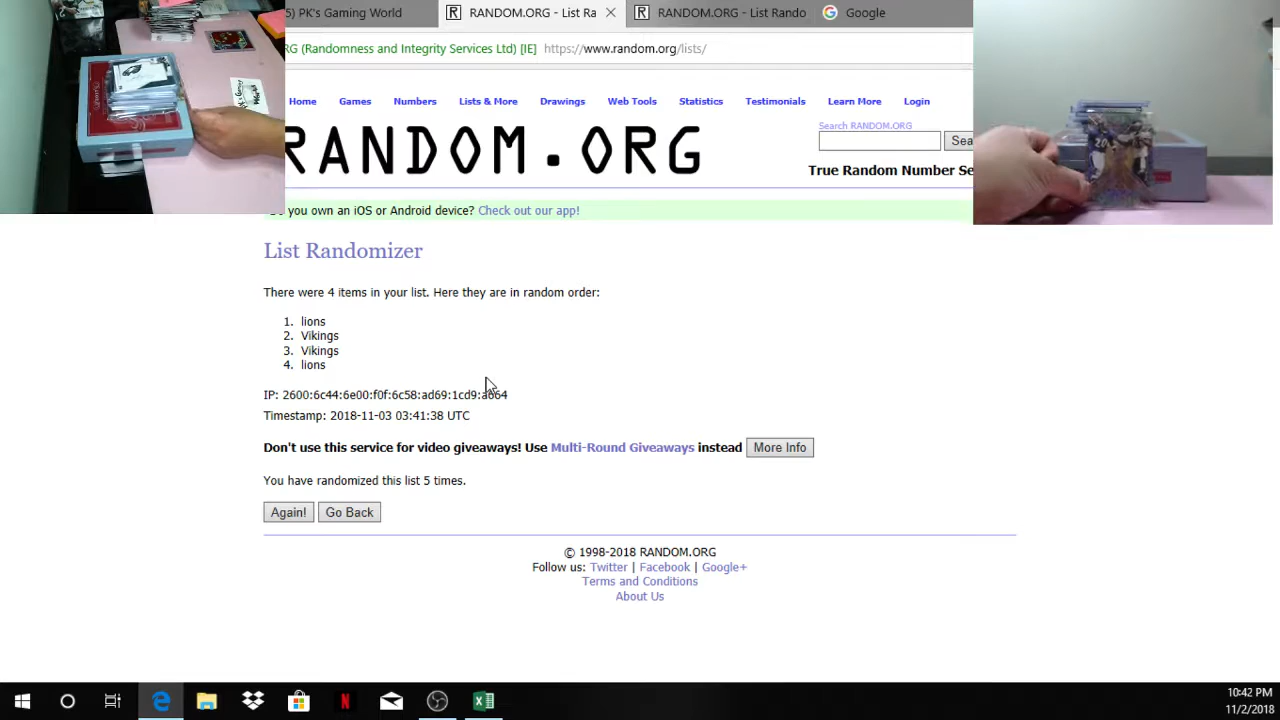 5) PK's Gaming World
RANDOM.ORG - List Ra
RANDOM.ORG - List Rando
Google
RG (Randomness and Integrity Services Ltd) [IE] https://www.random.org/lists/
Home Games Numbers Lists & More Drawings Web Tools Statistics Testimonials Learn More Login
RANDOM.ORG
Search RANDOM.ORG
Sea
True Random Number Se
you own an iOS or Android device? Check out our app!
List Randomizer
There were 4 items in your list. Here they are in random order:
1. lions
2. Vikings
3. Vikings
4. lions
IP: 2600:6c44:6e00:f0f:6c58:ad69:1cd9:a664
Timestamp: 2018-11-03 03:41:38 UTC
Don't use this service for video giveaways! Use Multi-Round Giveaways instead More Info
You have randomized this list 5 times.
Again! Go Back
© 1998-2018 RANDOM.ORG
Follow us: Twitter | Facebook | Google+
Terms and Conditions
About Us
10:42 PM
11/2/2018